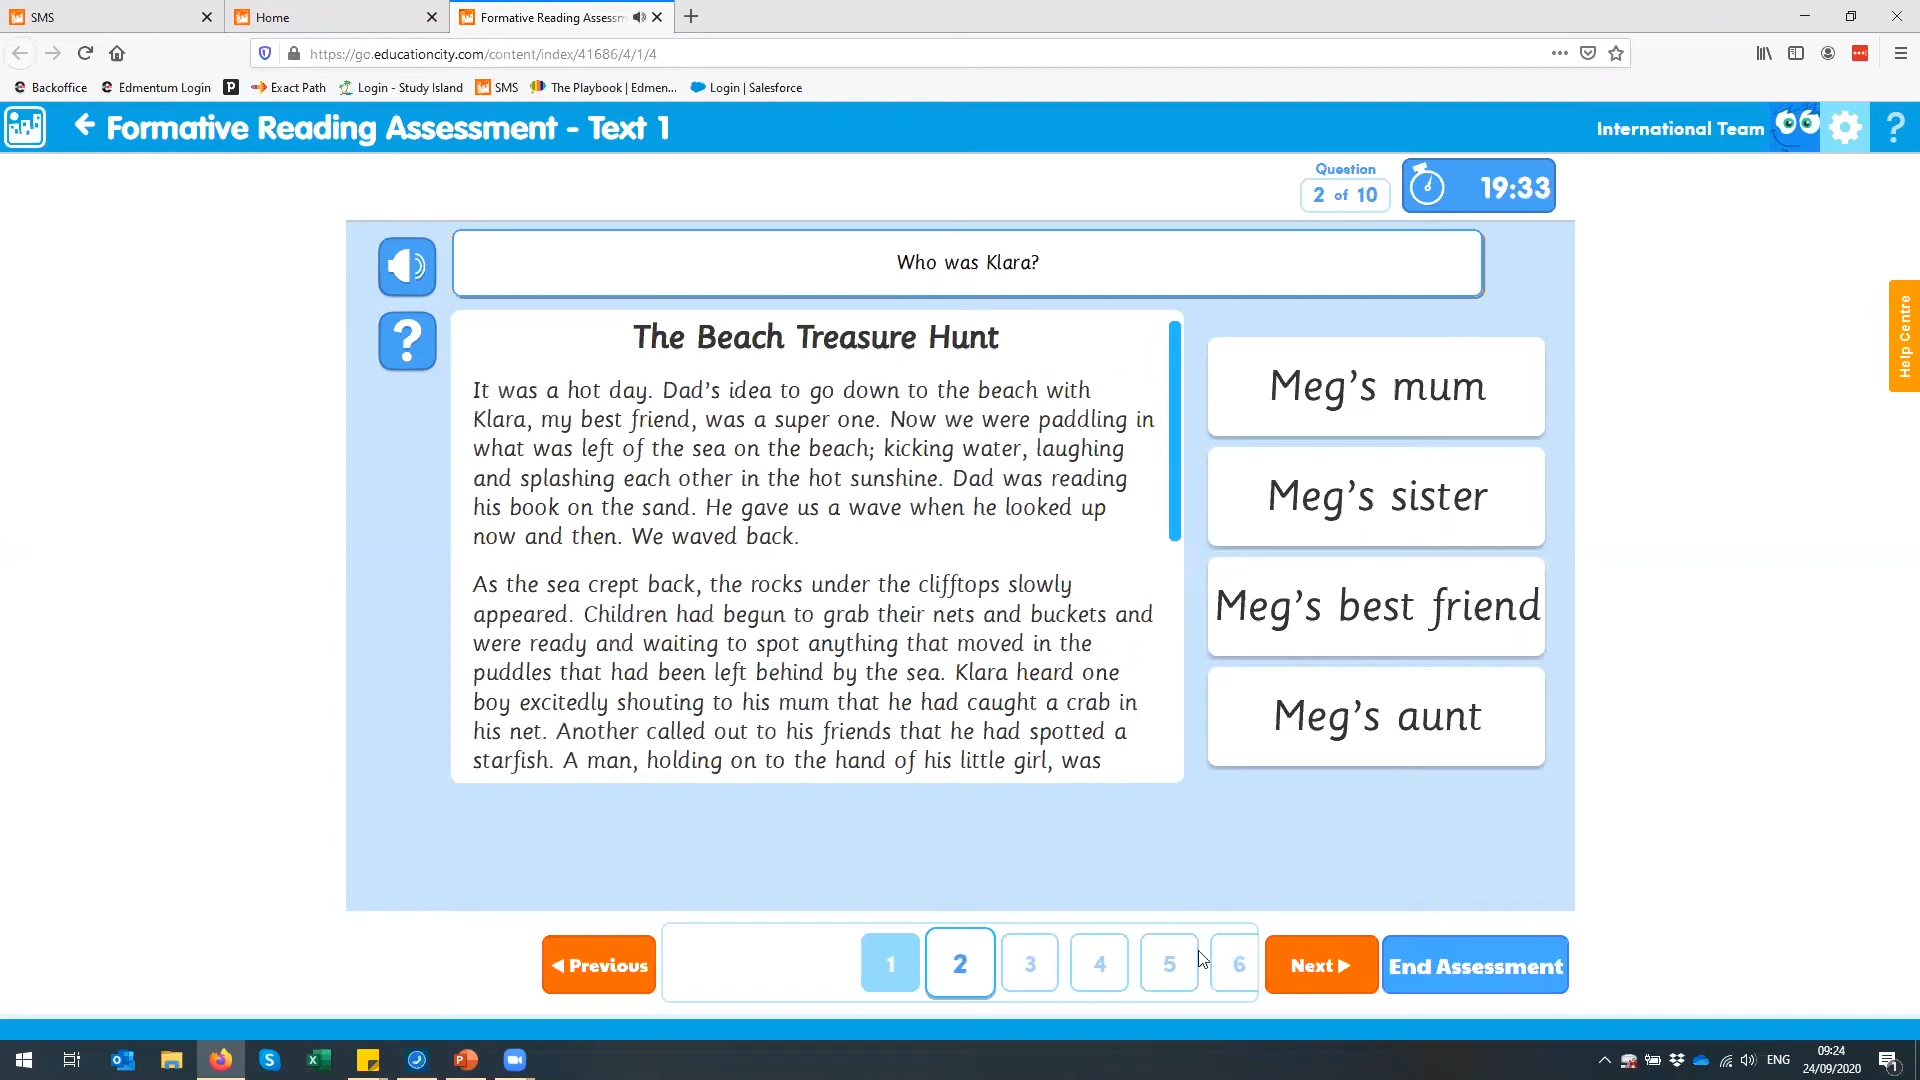 SMS
Home
Formative Reading Assessm
https://go.educationcity.com/content/index/41686/4/1/4
Backoffice
Edmentum Login
Exact Path
Login - Study Island
SMS
The Playbook | Edmen...
Login | Salesforce
Formative Reading Assessment - Text 1
International Team
?
Question
2 of 10
19:33
Who was Klara?
?
The Beach Treasure Hunt
It was a hot day. Dad's idea to go down to the beach with
Klara, my best friend, was a super one. Now we were paddling in
what was left of the sea on the beach; kicking water, laughing
and splashing each other in the hot sunshine. Dad was reading
his book on the sand. He gave us a wave when he looked up
now and then. We waved back.
As the sea crept back, the rocks under the clifftops slowly
appeared. Children had begun to grab their nets and buckets and
were ready and waiting to spot anything that moved in the
puddles that had been left behind by the sea. Klara heard one
boy excitedly shouting to his mum that he had caught a crab in
his net. Another called out to his friends that he had spotted a
starfish. A man, holding on to the hand of his little girl, was
Meg's mum
Meg's sister
Meg's best friend
Meg's aunt
Help Centre
Previous
1
2
3
4
5
6
Next
End Assessment
ENG
09:24
24/09/2020
1